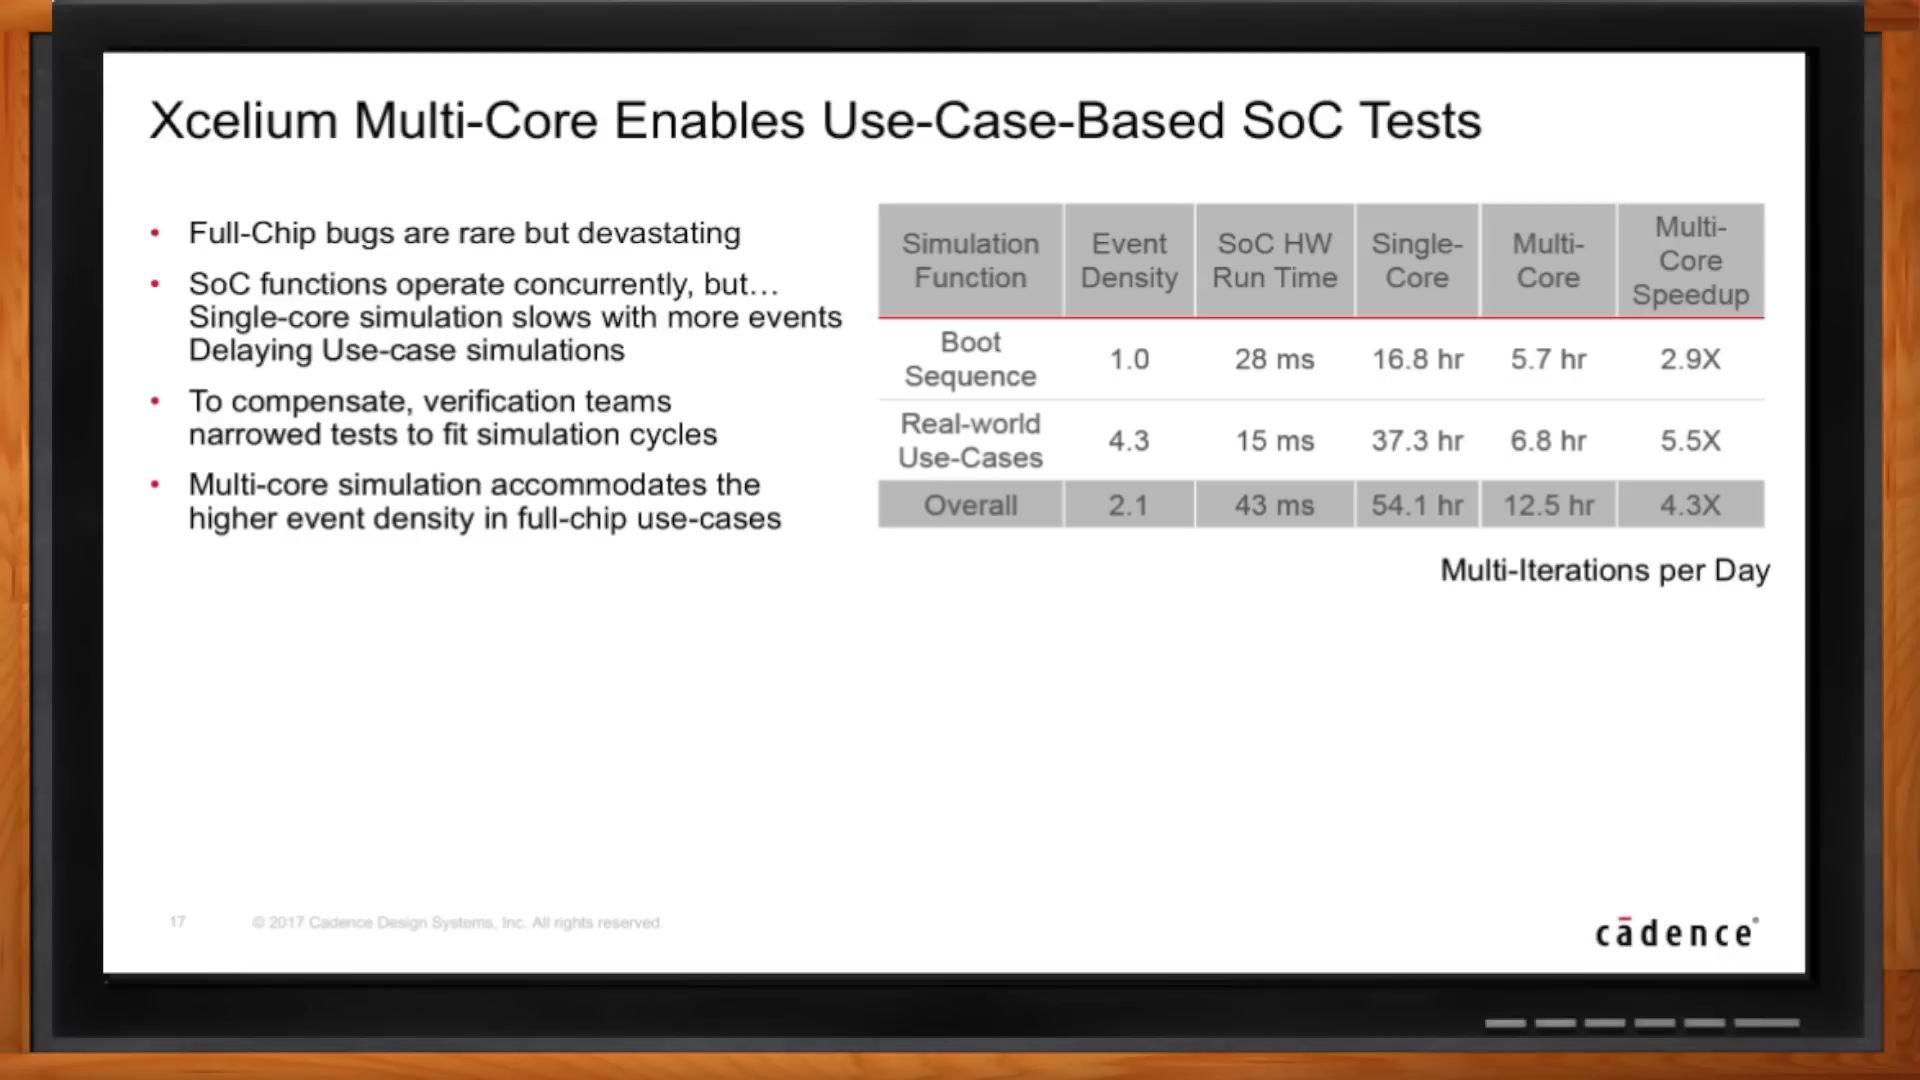 Xcelium Multi-Core Enables Use-Case-Based SoC Tests
• Full-Chip bugs are rare but devastating
• SoC functions operate concurrently, but…
Single-core simulation slows with more events
Delaying Use-case simulations
• To compensate, verification teams
narrowed tests to fit simulation cycles
• Multi-core simulation accommodates the
higher event density in full-chip use-cases
Simulation Function | Event Density | SoC HW Run Time | Single-Core | Multi-Core | Multi-Core Speedup
Boot Sequence | 1.0 | 28 ms | 16.8 hr | 5.7 hr | 2.9X
Real-world Use-Cases | 4.3 | 15 ms | 37.3 hr | 6.8 hr | 5.5X
Overall | 2.1 | 43 ms | 54.1 hr | 12.5 hr | 4.3X
Multi-Iterations per Day
17 © 2017 Cadence Design Systems, Inc. All rights reserved.
cādence®